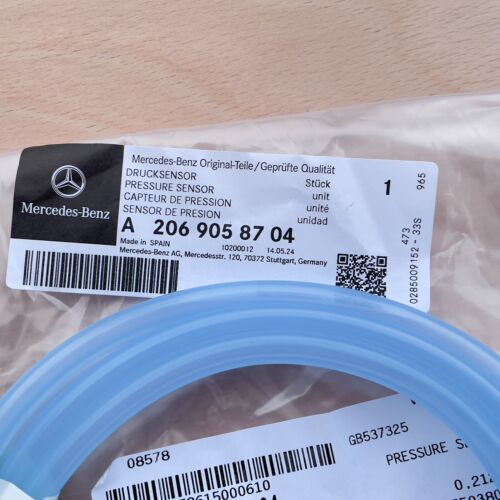 Mercedes-Benz Original-Teile/Geprüfte Qualität
DRUCKSENSOR Stück 1 965
PRESSURE SENSOR unit
CAPTEUR DE PRESSION unité
SENSOR DE PRESION unidad
Mercedes-Benz
A 206 905 87 04
Made in SPAIN 10200012 14.05.24
Mercedes-Benz AG, Mercedesstr. 120, 70372 Stuttgart, Germany
473
0285009152 - 33S
08578
GB537325
PRESSURE
615000610